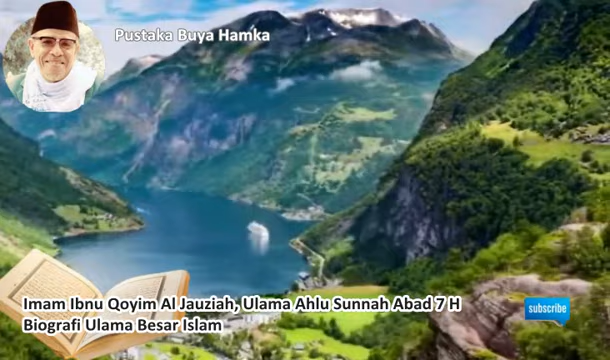 Pustaka Buya Hamka
Imam Ibnu Qoyim Al Jauziah, Ulama Ahlu Sunnah Abad 7 H
Biografi Ulama Besar Islam
subscribe